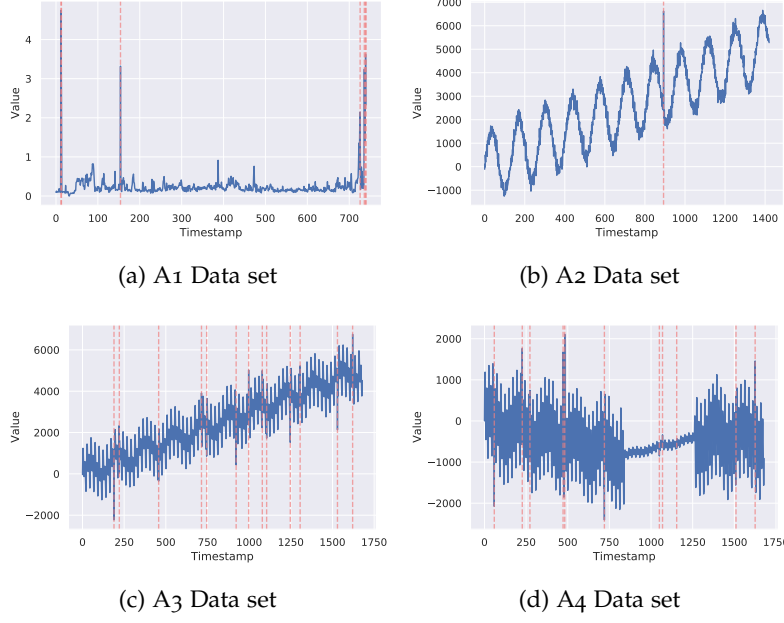 4
3
2
1
0
Value
0 100 200 300 400 500 600 700
Timestamp
(a) A1 Data set
7000
6000
5000
4000
3000
2000
1000
0
−1000
Value
0 200 400 600 800 1000 1200 1400
Timestamp
(b) A2 Data set
6000
4000
2000
0
−2000
Value
0 250 500 750 1000 1250 1500 1750
Timestamp
(c) A3 Data set
2000
1000
0
−1000
−2000
Value
0 250 500 750 1000 1250 1500 1750
Timestamp
(d) A4 Data set